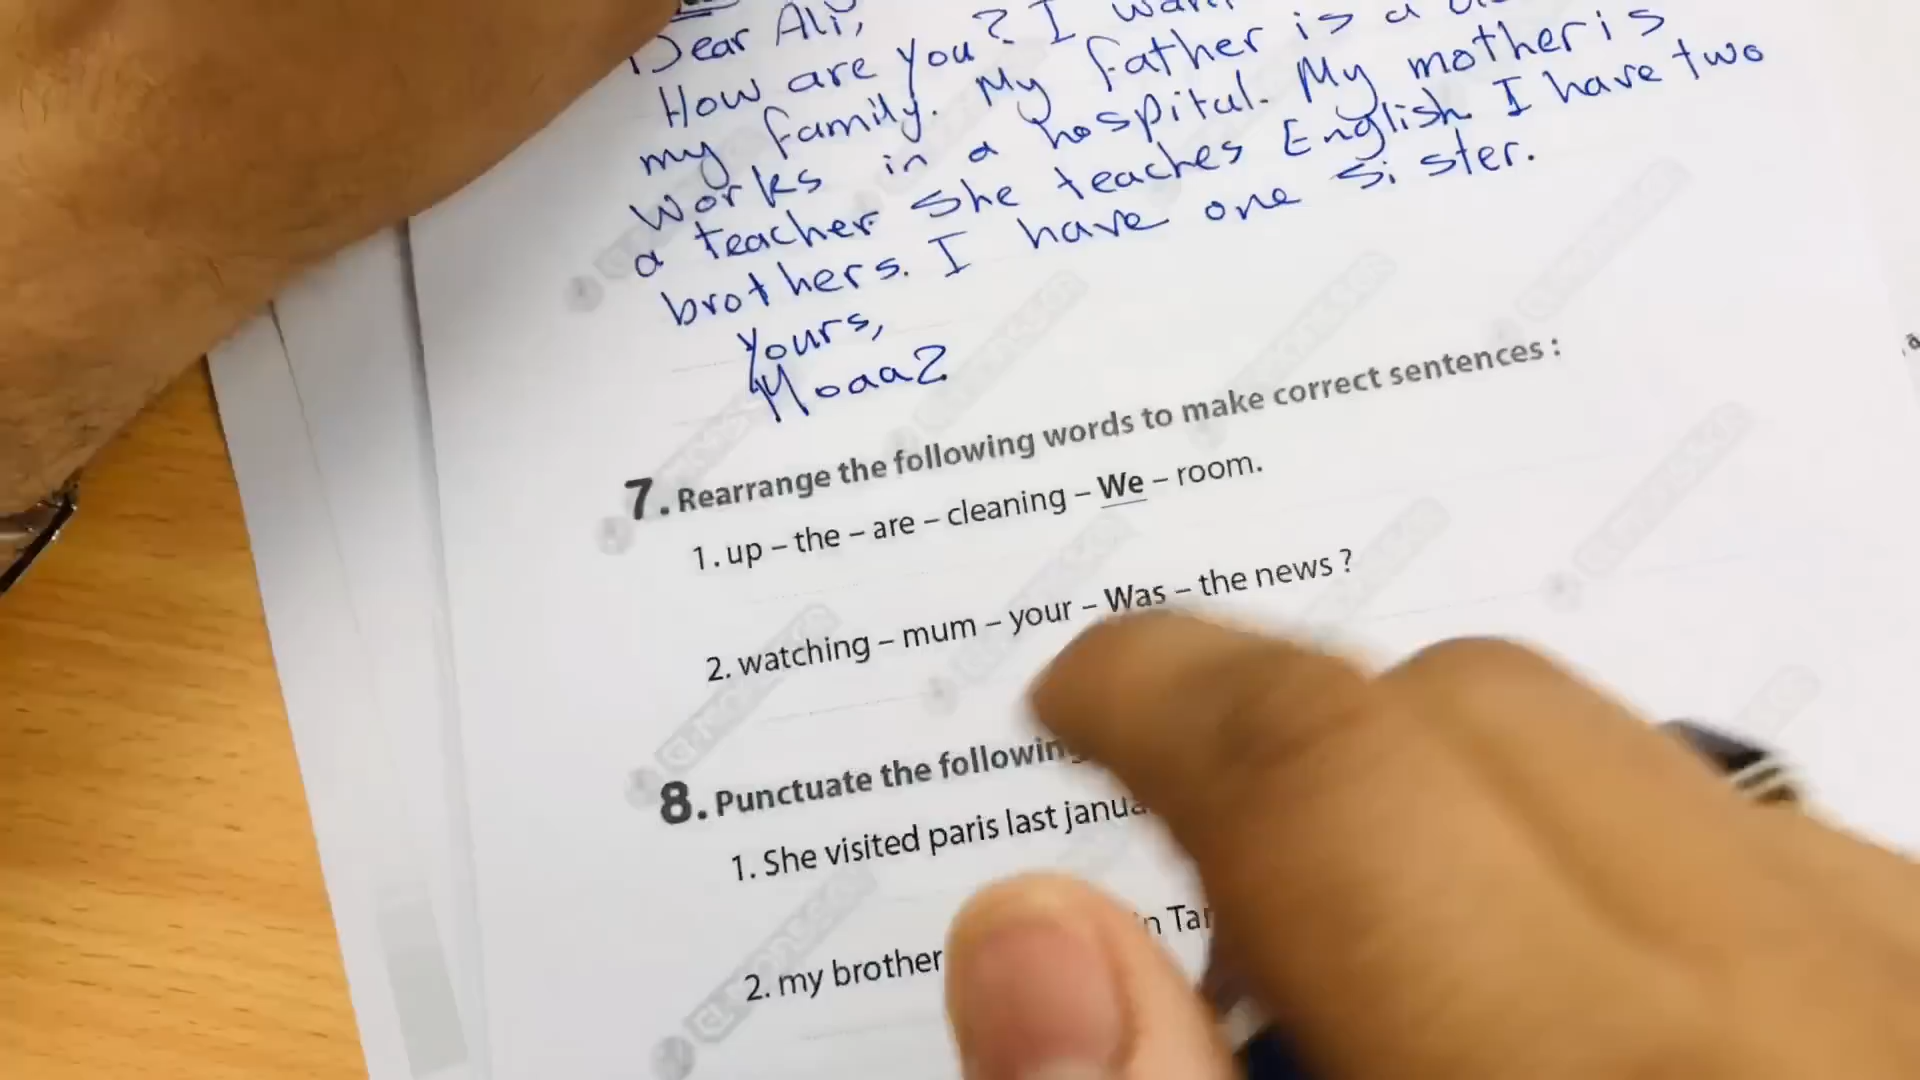 Dear Ali,
How are you? I want
my family. My father is a
works in a hospital. My mother is
a teacher. She teaches English. I have two
brothers. I have one sister.
Yours,
Moaaz
7. Rearrange the following words to make correct sentences :
1. up – the – are – cleaning – We – room.
2. watching – mum – your – Was – the news ?
8. Punctuate the following
1. She visited paris last janua
2. my brother in Tan